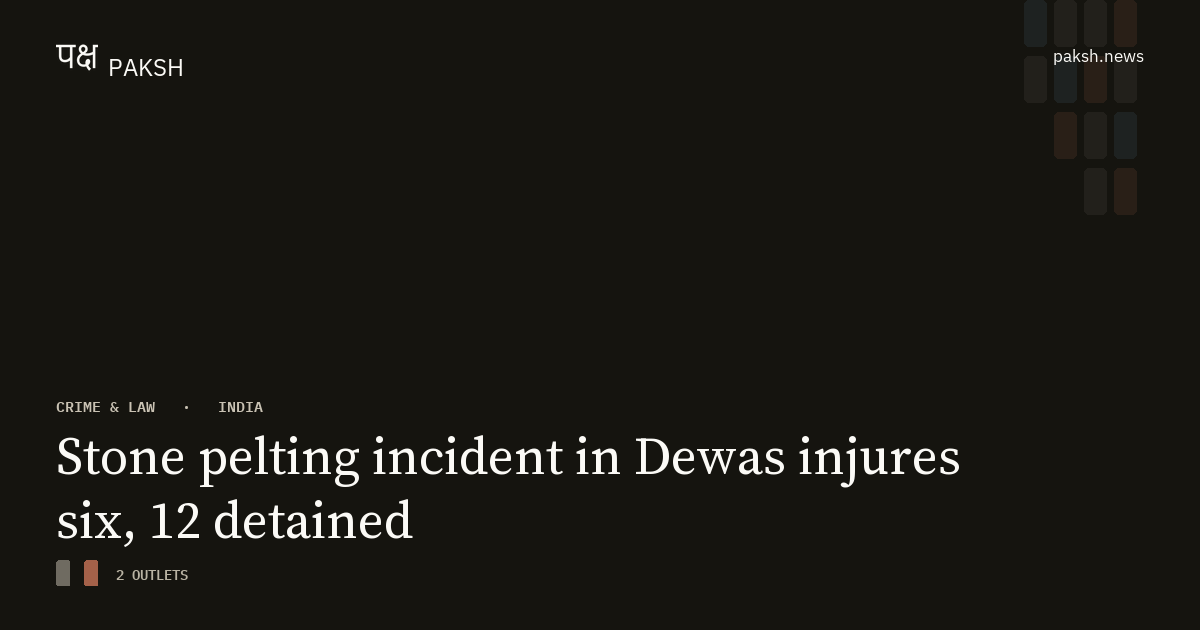 पक्ष PAKSH
paksh.news
CRIME & LAW · INDIA
Stone pelting incident in Dewas injures
six, 12 detained
2 OUTLETS